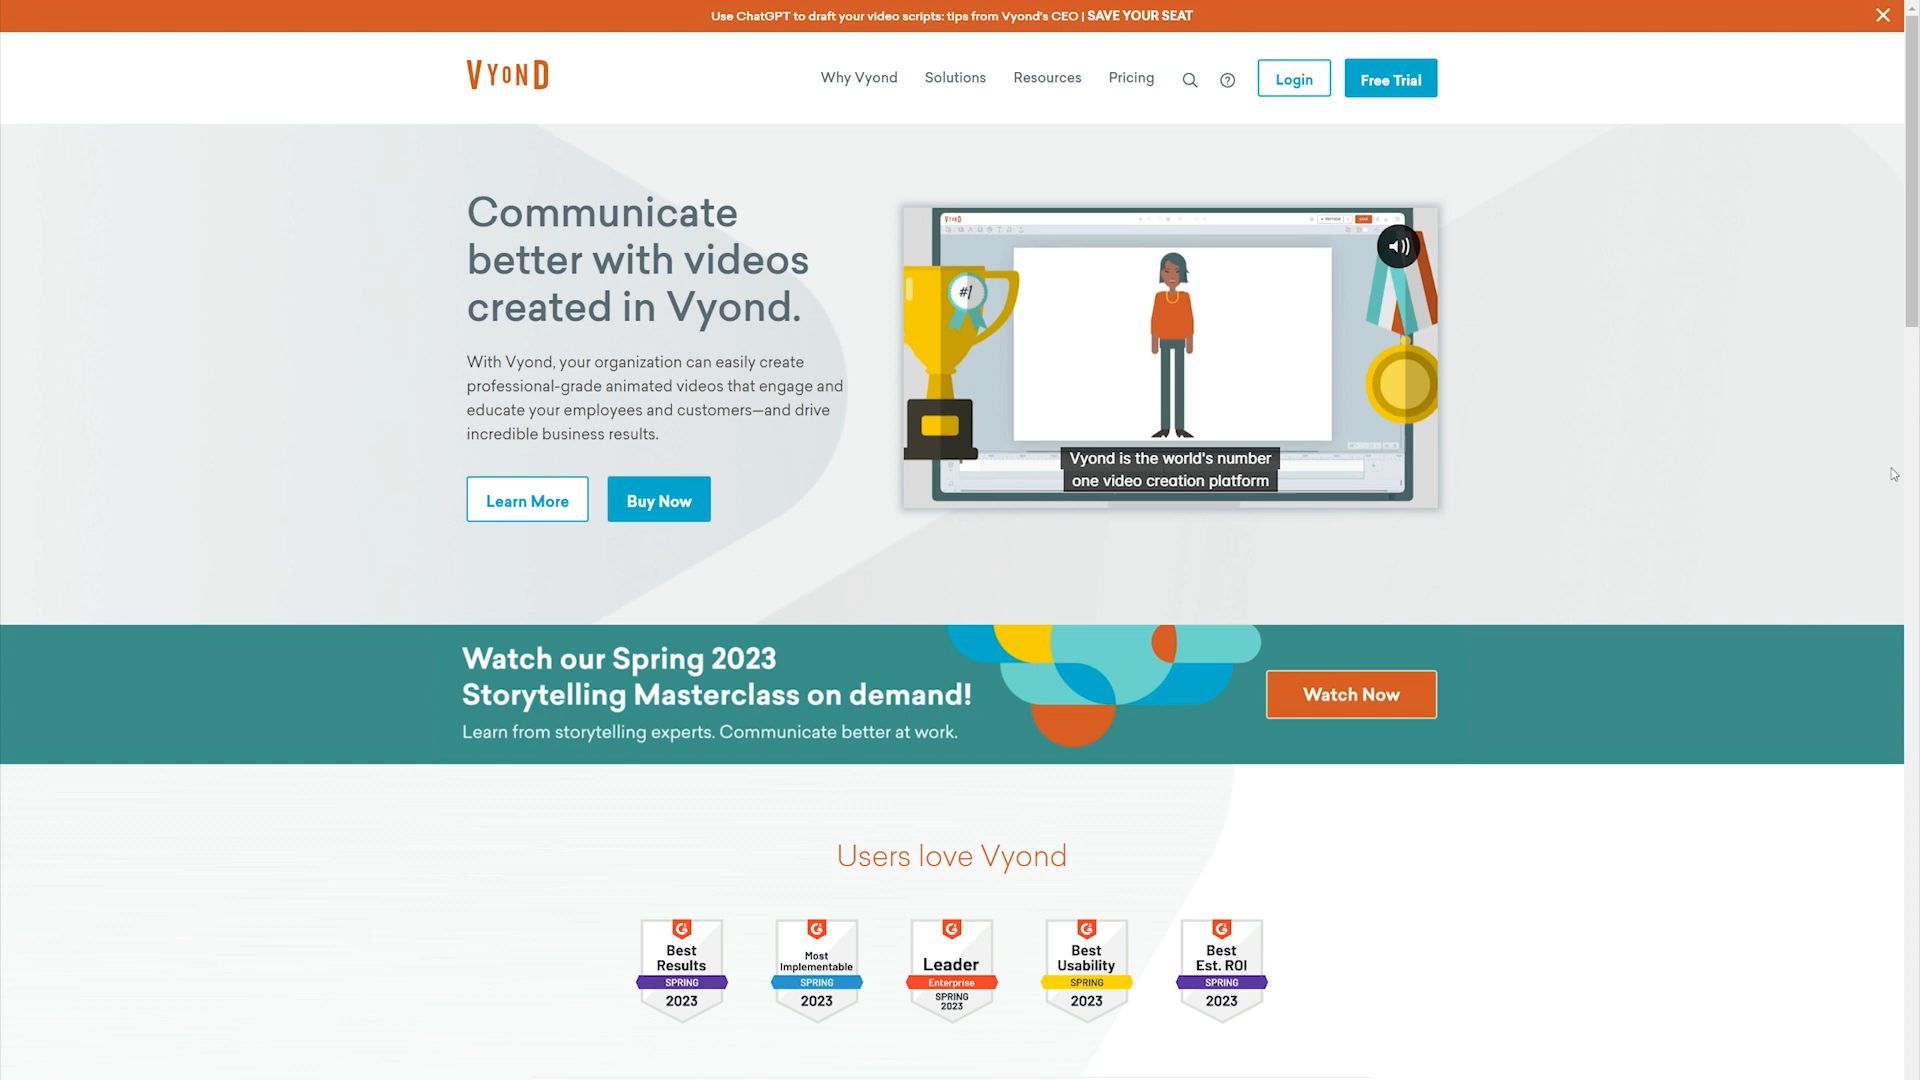 Use ChatGPT to draft your video scripts: tips from Vyond's CEO | SAVE YOUR SEAT
VYOND
Why Vyond
Solutions
Resources
Pricing
Login
Free Trial
Communicate
better with videos
created in Vyond.
With Vyond, your organization can easily create
professional-grade animated videos that engage and
educate your employees and customers—and drive
incredible business results.
Learn More
Buy Now
VYOND
#1
Vyond is the world's number
one video creation platform
Watch our Spring 2023
Storytelling Masterclass on demand!
Learn from storytelling experts. Communicate better at work.
Watch Now
Users love Vyond
Best
Results
SPRING
2023
Most
Implementable
SPRING
2023
Leader
Enterprise
SPRING
2023
Best
Usability
SPRING
2023
Best
Est. ROI
SPRING
2023